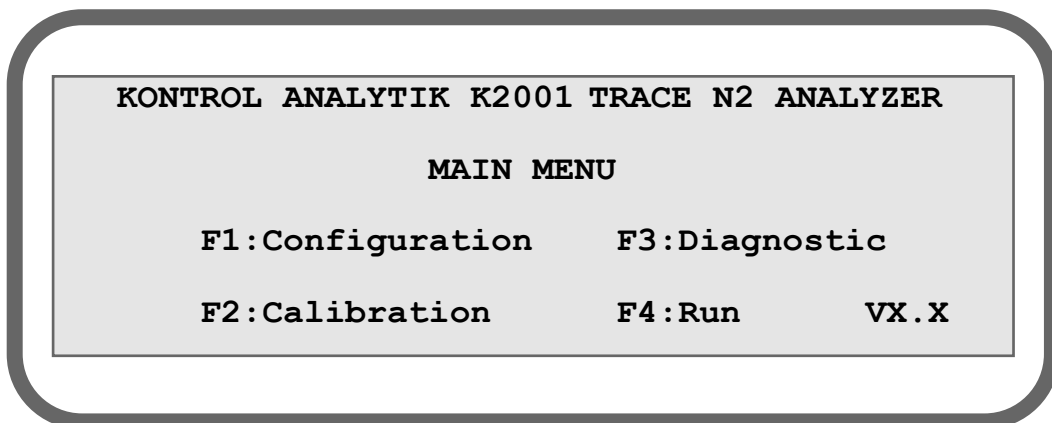 KONTROL ANALYTIK K2001 TRACE N2 ANALYZER
MAIN MENU
F1:Configuration F3:Diagnostic
F2:Calibration F4:Run VX.X